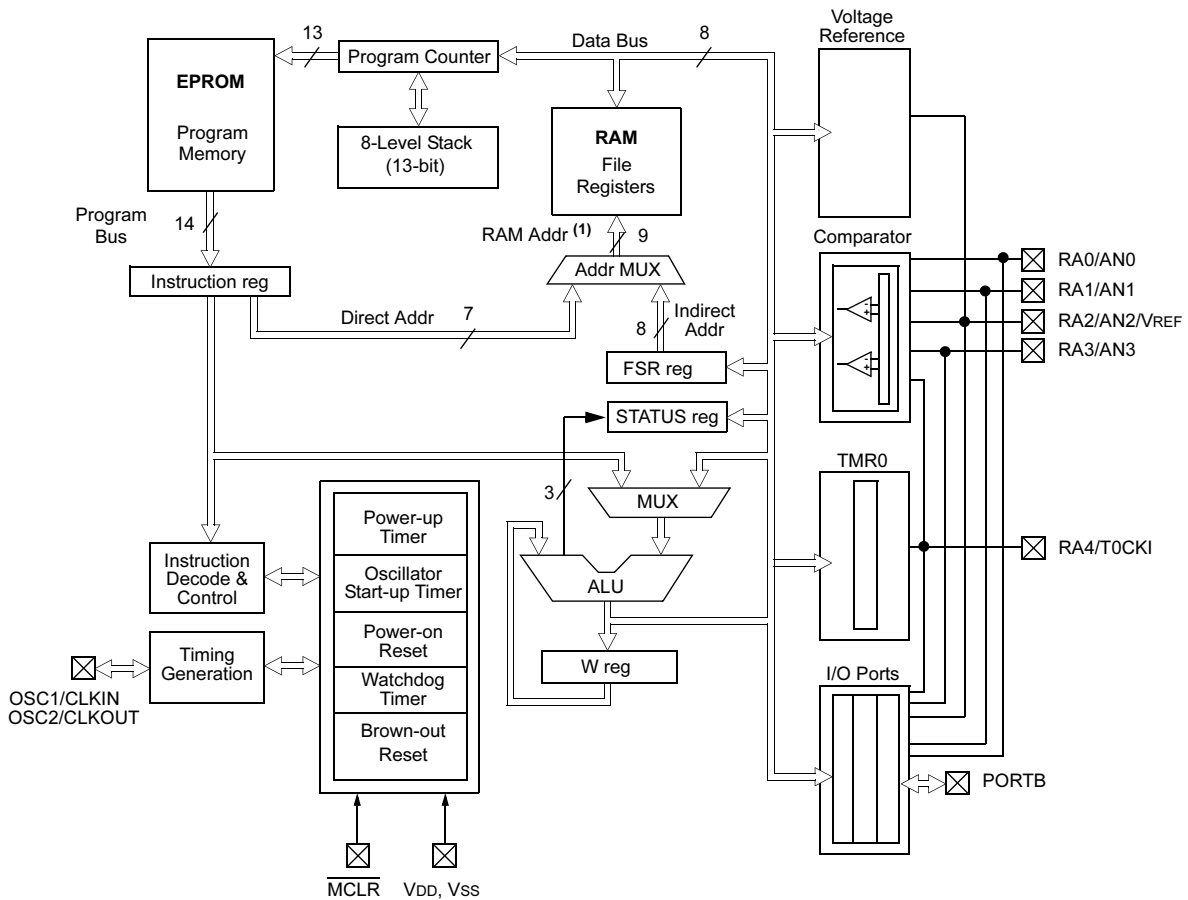 13
EPROM
Program
Memory
Program Counter
8-Level Stack
(13-bit)
Data Bus
8
RAM
File
Registers
Voltage
Reference
Program
Bus
14
Instruction reg
RAM Addr (1)
9
Addr MUX
Direct Addr
7
8
Indirect
Addr
FSR reg
STATUS reg
Comparator
-
+
-
+
RA0/AN0
RA1/AN1
RA2/AN2/VREF
RA3/AN3
3
MUX
ALU
W reg
TMR0
RA4/T0CKI
Power-up
Timer
Oscillator
Start-up Timer
Power-on
Reset
Watchdog
Timer
Brown-out
Reset
Instruction
Decode &
Control
Timing
Generation
OSC1/CLKIN
OSC2/CLKOUT
I/O Ports
PORTB
MCLR
VDD, VSS